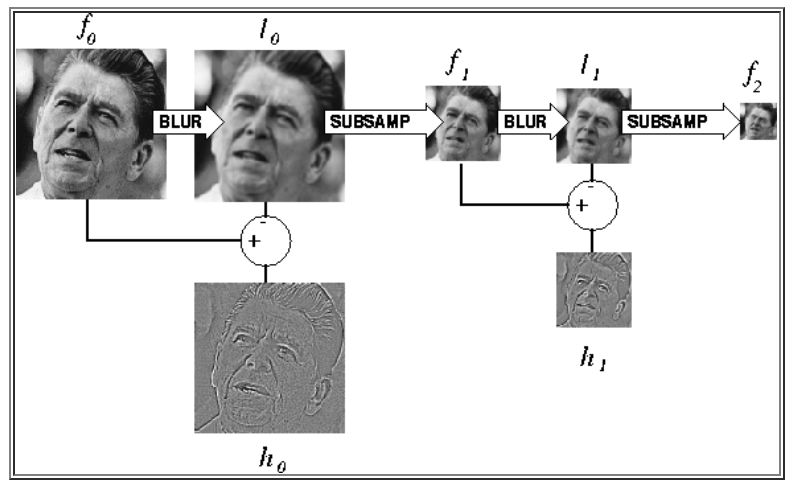 f0 l0 f1 l1 f2
BLUR SUBSAMP BLUR SUBSAMP
- -
+ +
h1
h0